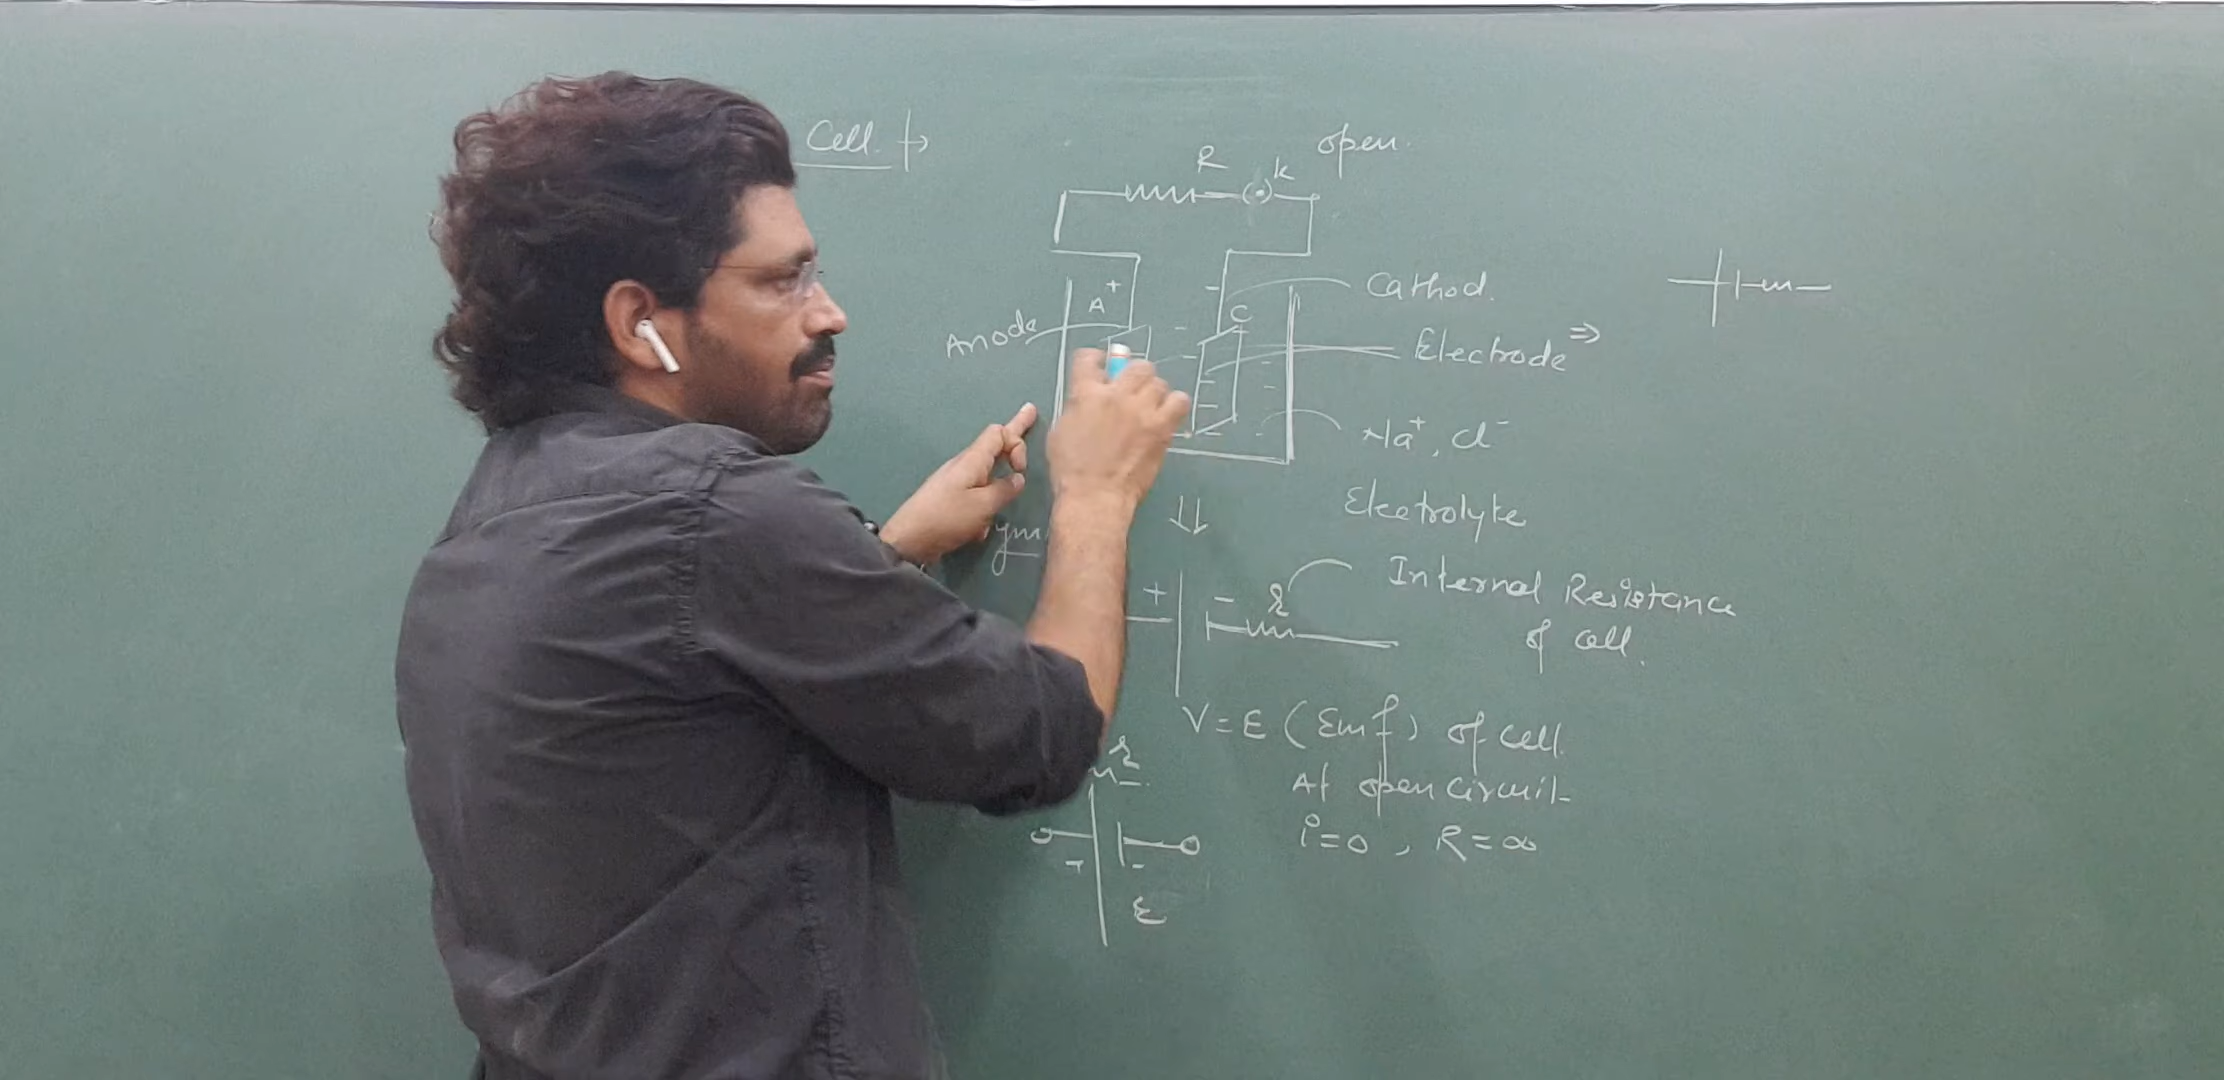 Cell.
open.
R
K
Cathod.
A+
C
Anode
Electrode ⇒
Na+, Cl-
Electrolyte
+ - r
Internal Resistance
of cell.
V = E (Emf) of cell.
r
At open circuit
i=0, R=∞
-
E